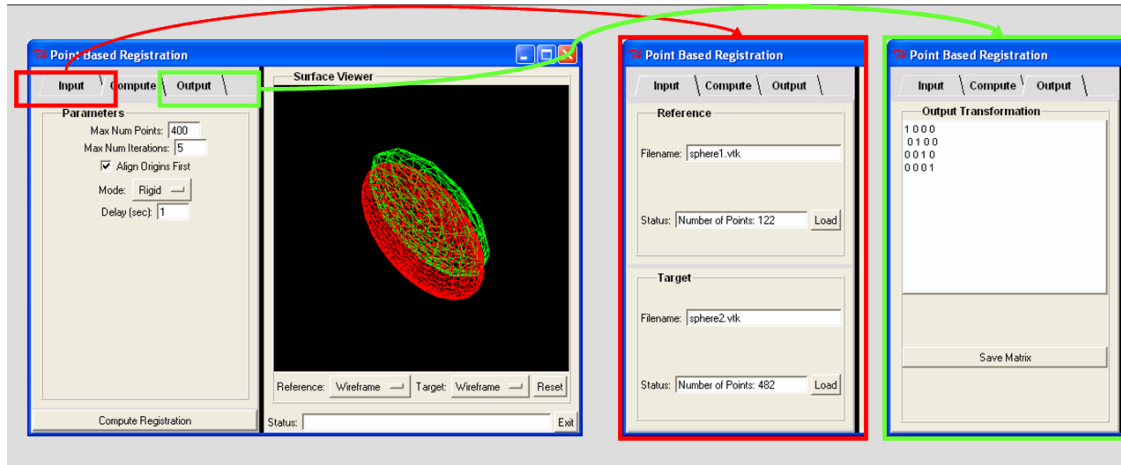 Point Based Registration
Input Compute Output
Parameters
Max Num Points: 400
Max Num Iterations: 5
Align Origins First
Mode: Rigid
Delay (sec): 1
Compute Registration
Surface Viewer
Reference: Wireframe Target: Wireframe Reset
Status: Exit
Point Based Registration
Input Compute Output
Reference
Filename: sphere1.vtk
Status: Number of Points: 122 Load
Target
Filename: sphere2.vtk
Status: Number of Points: 482 Load
Point Based Registration
Input Compute Output
Output Transformation
1 0 0 0
0 1 0 0
0 0 1 0
0 0 0 1
Save Matrix